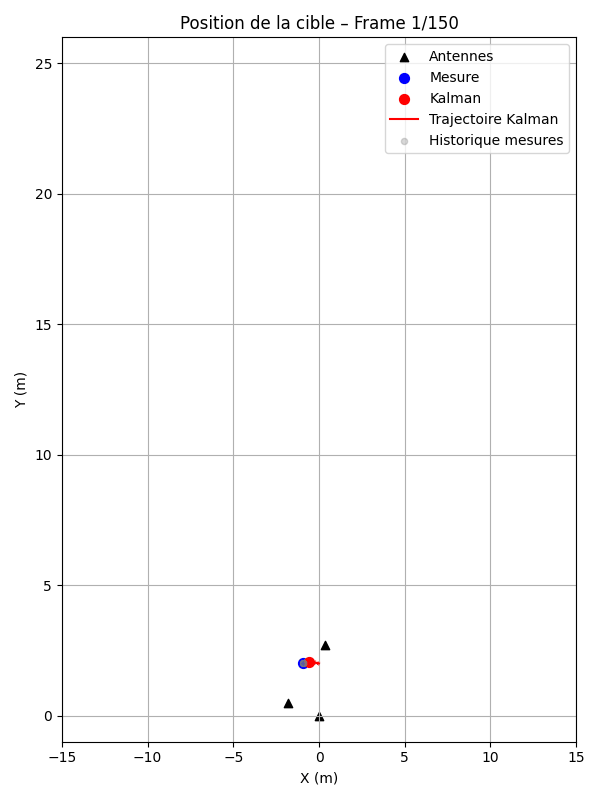 Position de la cible – Frame 1/150
Antennes
Mesure
Kalman
Trajectoire Kalman
Historique mesures
25
20
15
10
5
0
Y (m)
−15
−10
−5
0
5
10
15
X (m)